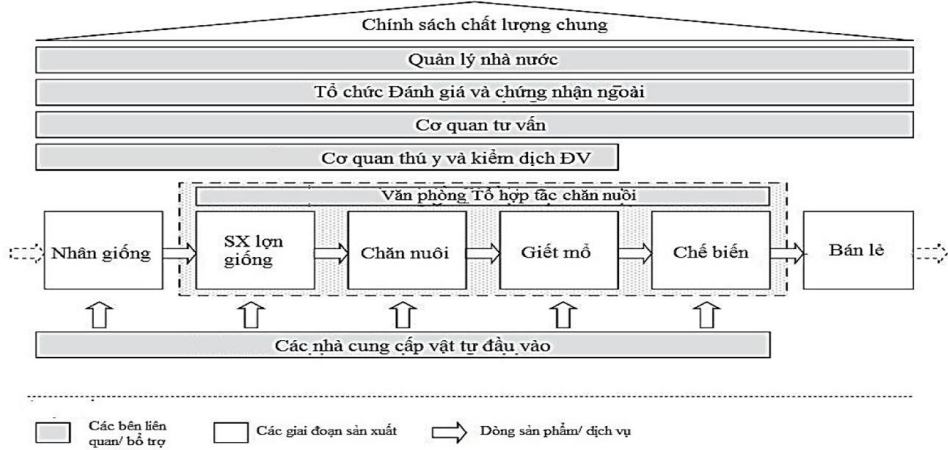 Chính sách chất lượng chung
Quản lý nhà nước
Tổ chức Đánh giá và chứng nhận ngoài
Cơ quan tư vấn
Cơ quan thú y và kiểm dịch ĐV
Văn phòng Tổ hợp tác chăn nuôi
Nhân giống
SX lợn
giống
Chăn nuôi
Giết mổ
Chế biến
Bán lẻ
Các nhà cung cấp vật tự đầu vào
Các bên liên
quan/ bổ trợ
Các giai đoạn sản xuất
Dòng sản phẩm/ dịch vụ